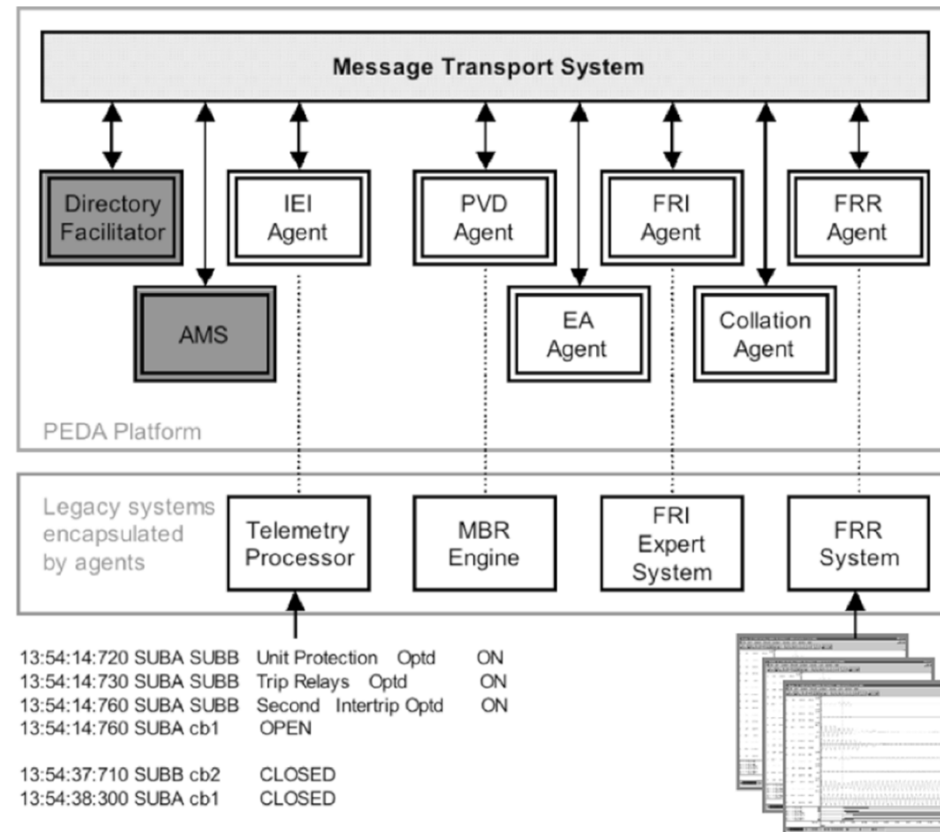 Message Transport System
Directory
Facilitator
IEI
Agent
PVD
Agent
FRI
Agent
FRR
Agent
AMS
EA
Agent
Collation
Agent
PEDA Platform
Legacy systems
encapsulated
by agents
Telemetry
Processor
MBR
Engine
FRI
Expert
System
FRR
System
13:54:14:720 SUBA SUBB Unit Protection Optd ON
13:54:14:730 SUBA SUBB Trip Relays Optd ON
13:54:14:760 SUBA SUBB Second Intertrip Optd ON
13:54:14:760 SUBA cb1 OPEN
13:54:37:710 SUBB cb2 CLOSED
13:54:38:300 SUBA cb1 CLOSED